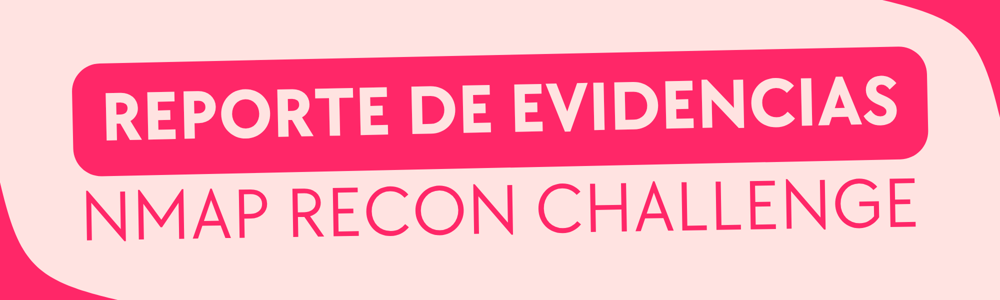 REPORTE DE EVIDENCIAS
NMAP RECON CHALLENGE